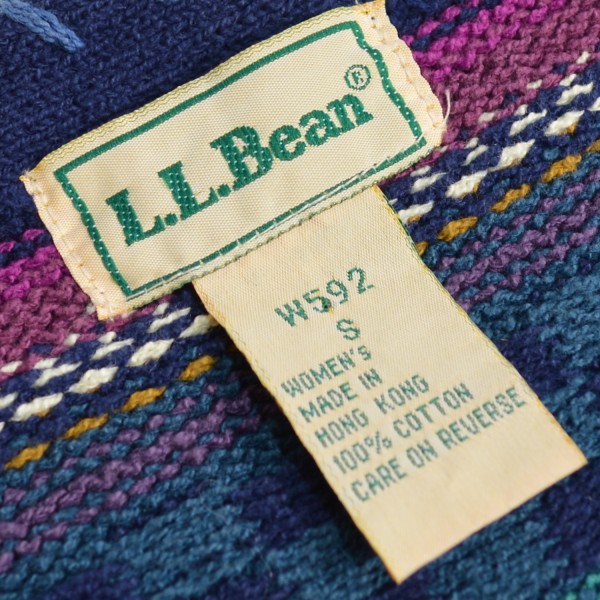 L.L.Bean®
W592
S
WOMEN'S
MADE IN
HONG KONG
100% COTTON
CARE ON REVERSE